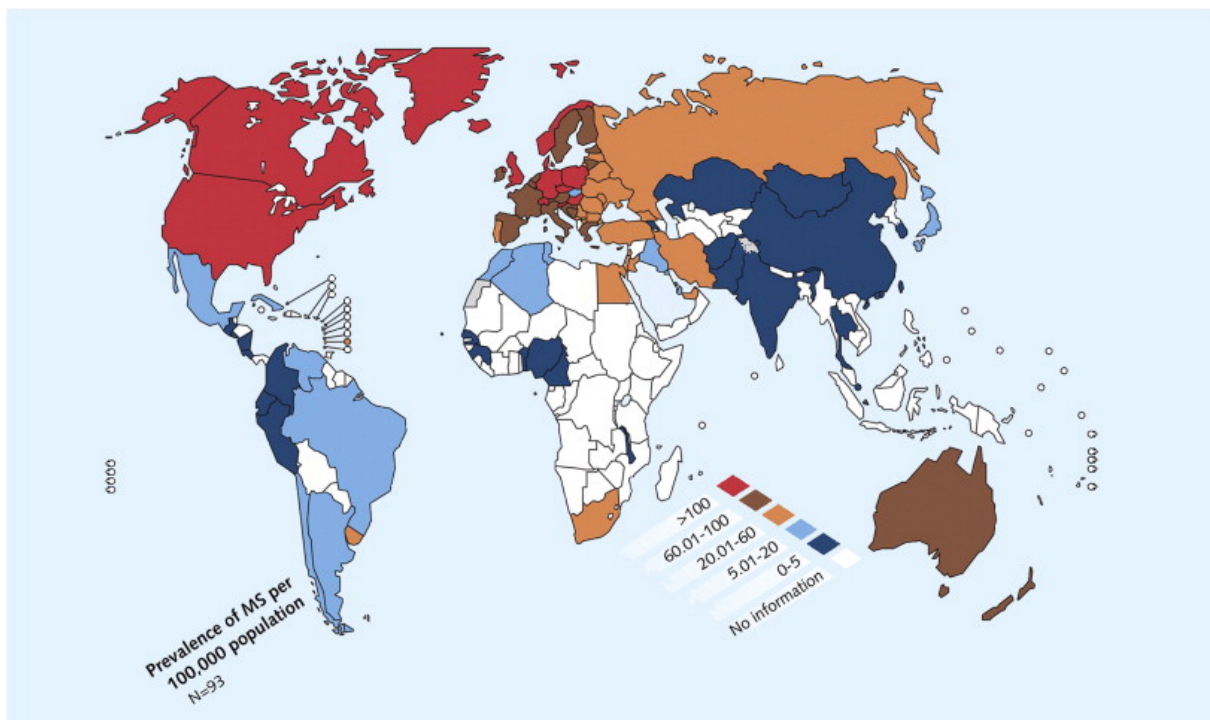 >100
60.01-100
20.01-60
5.01-20
0-5
No information
Prevalence of MS per
100,000 population
N=93